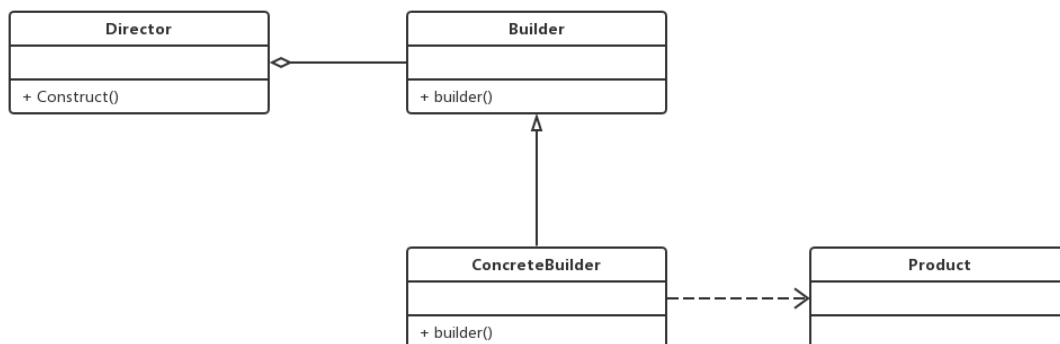 Director
Builder
+ Construct()
+ builder()
ConcreteBuilder
Product
+ builder()